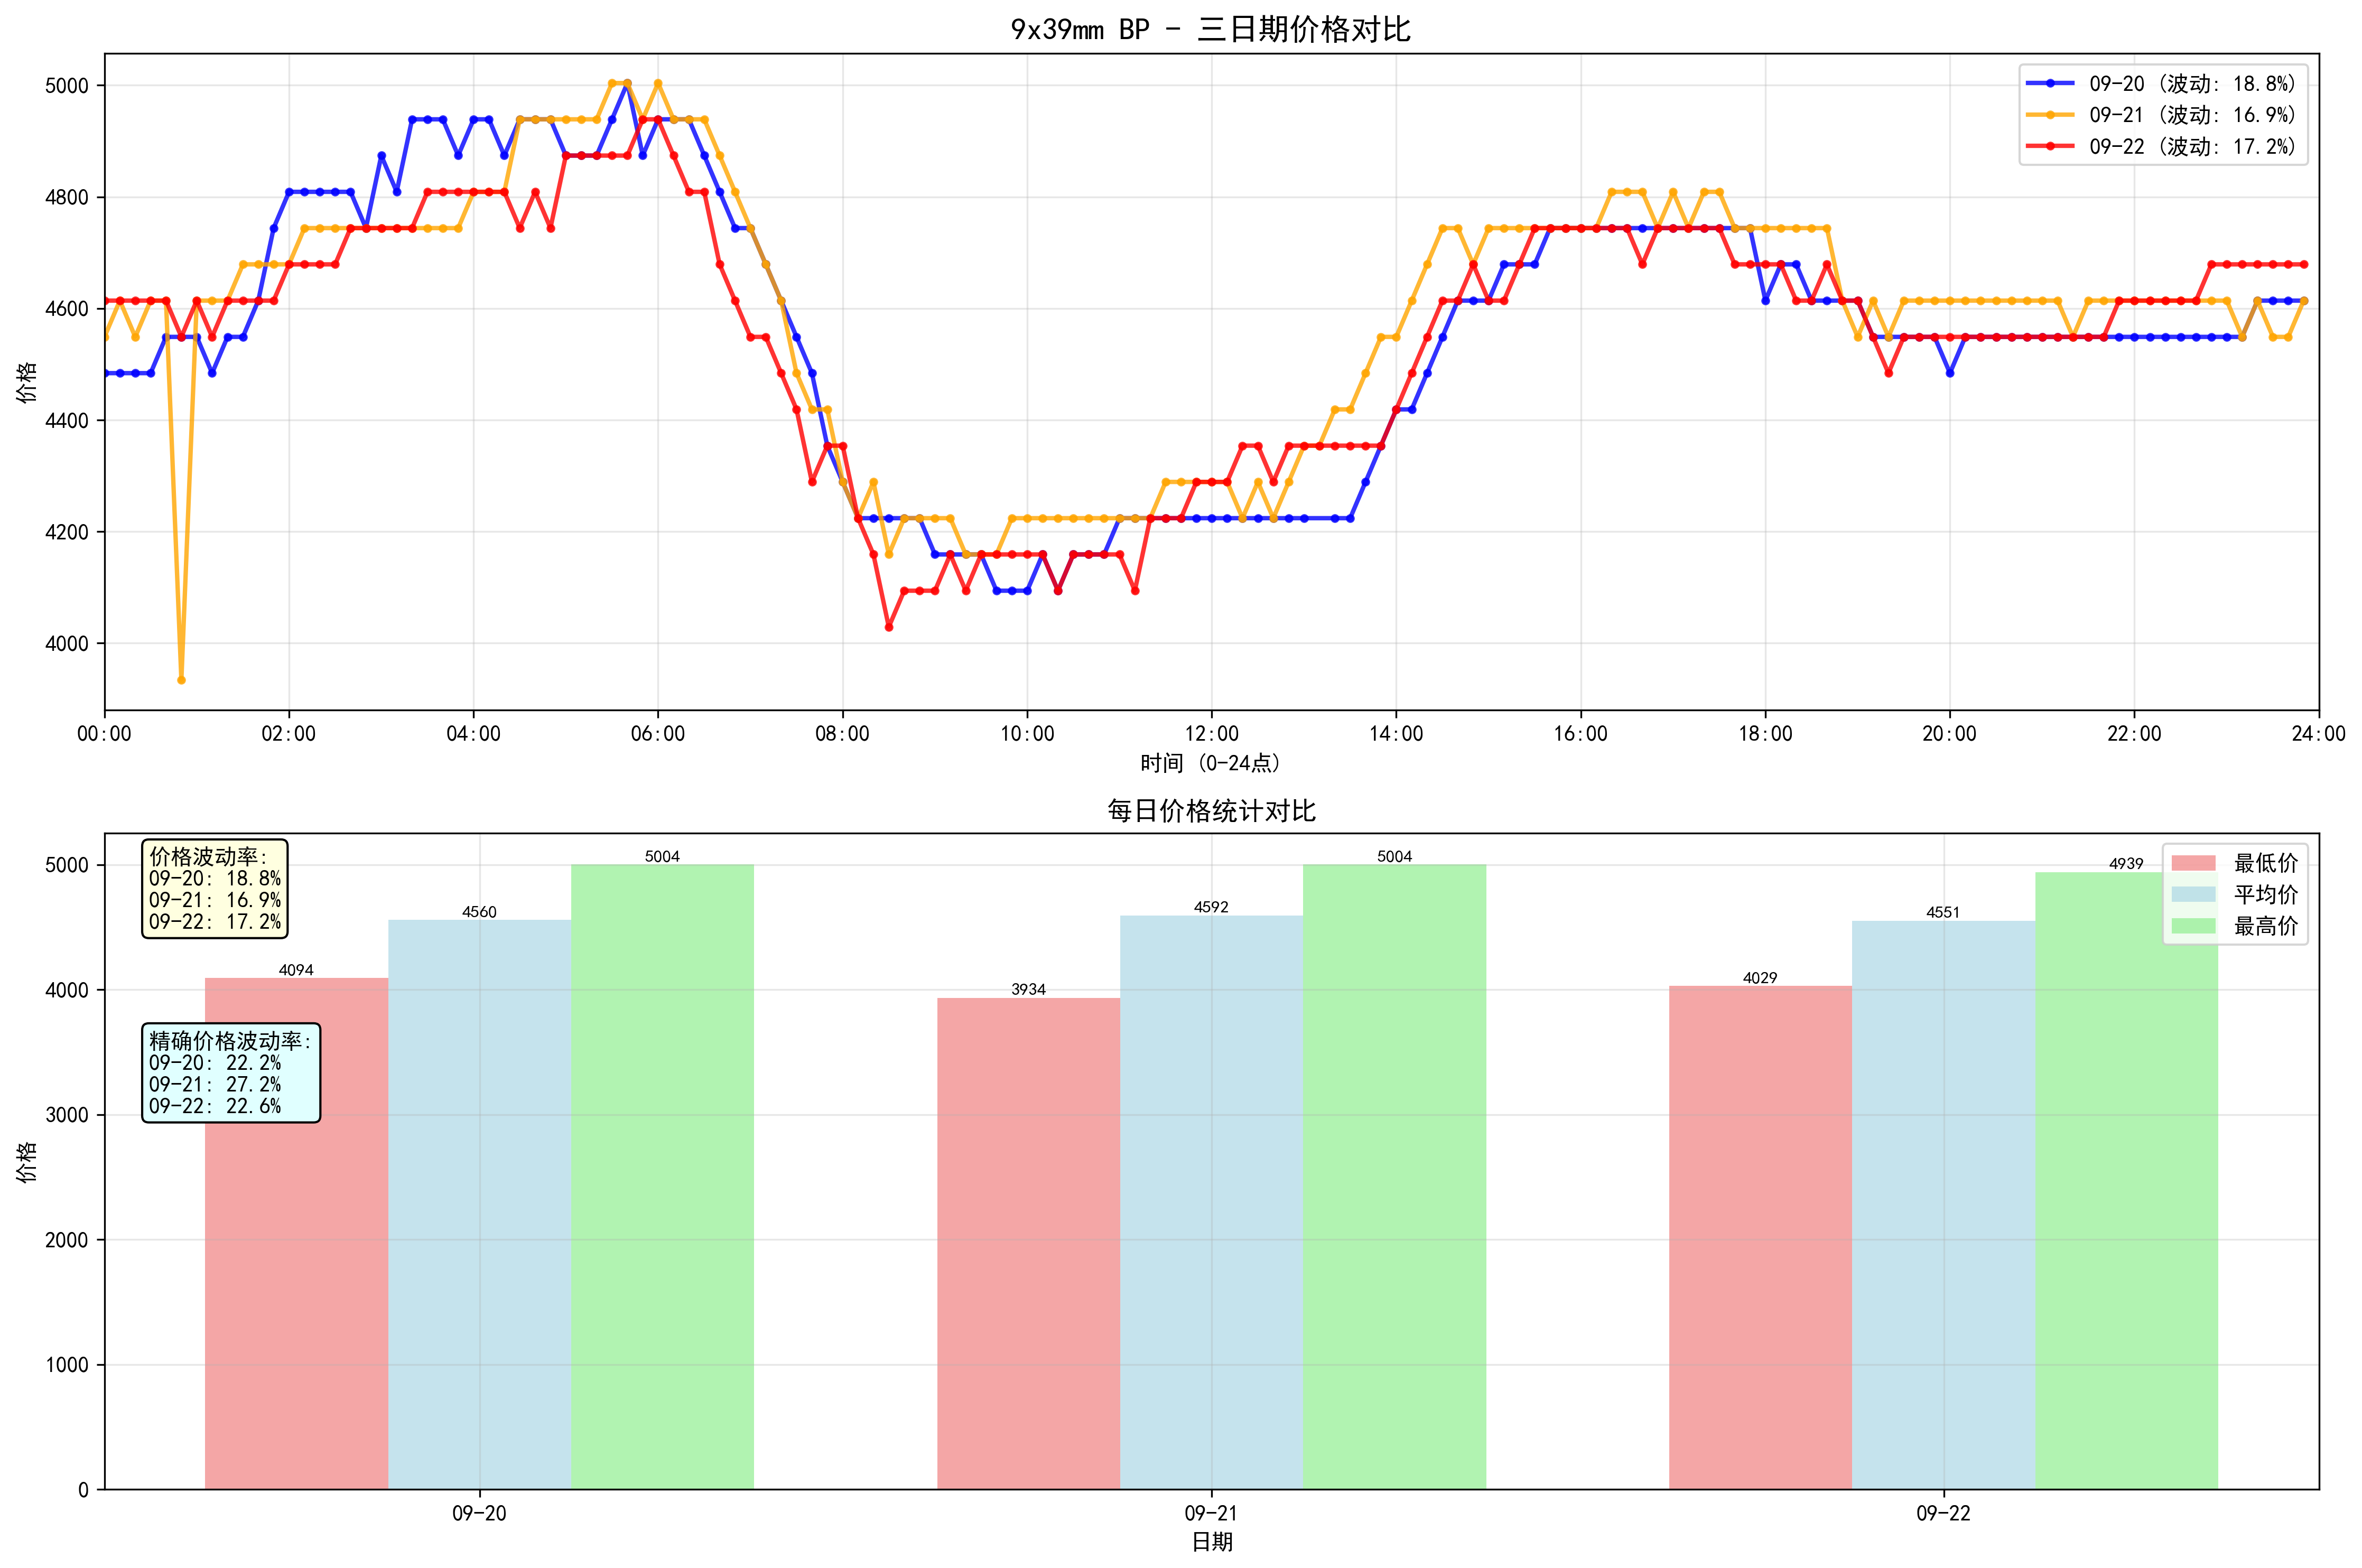 9x39mm BP - 三日期价格对比
09-20 (波动: 18.8%)
09-21 (波动: 16.9%)
09-22 (波动: 17.2%)
价格
5000
4800
4600
4400
4200
4000
00:00 02:00 04:00 06:00 08:00 10:00 12:00 14:00 16:00 18:00 20:00 22:00 24:00
时间 (0-24点)
每日价格统计对比
价格波动率:
09-20: 18.8%
09-21: 16.9%
09-22: 17.2%
精确价格波动率:
09-20: 22.2%
09-21: 27.2%
09-22: 22.6%
最低价
平均价
最高价
4094 4560 5004
3934 4592 5004
4029 4551 4939
价格
5000
4000
3000
2000
1000
0
09-20 09-21 09-22
日期